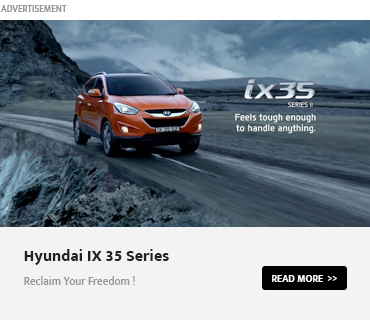 ADVERTISEMENT
ix35
SERIES II
Feels tough enough
to handle anything.
Hyundai IX 35 Series
Reclaim Your Freedom !
READ MORE >>